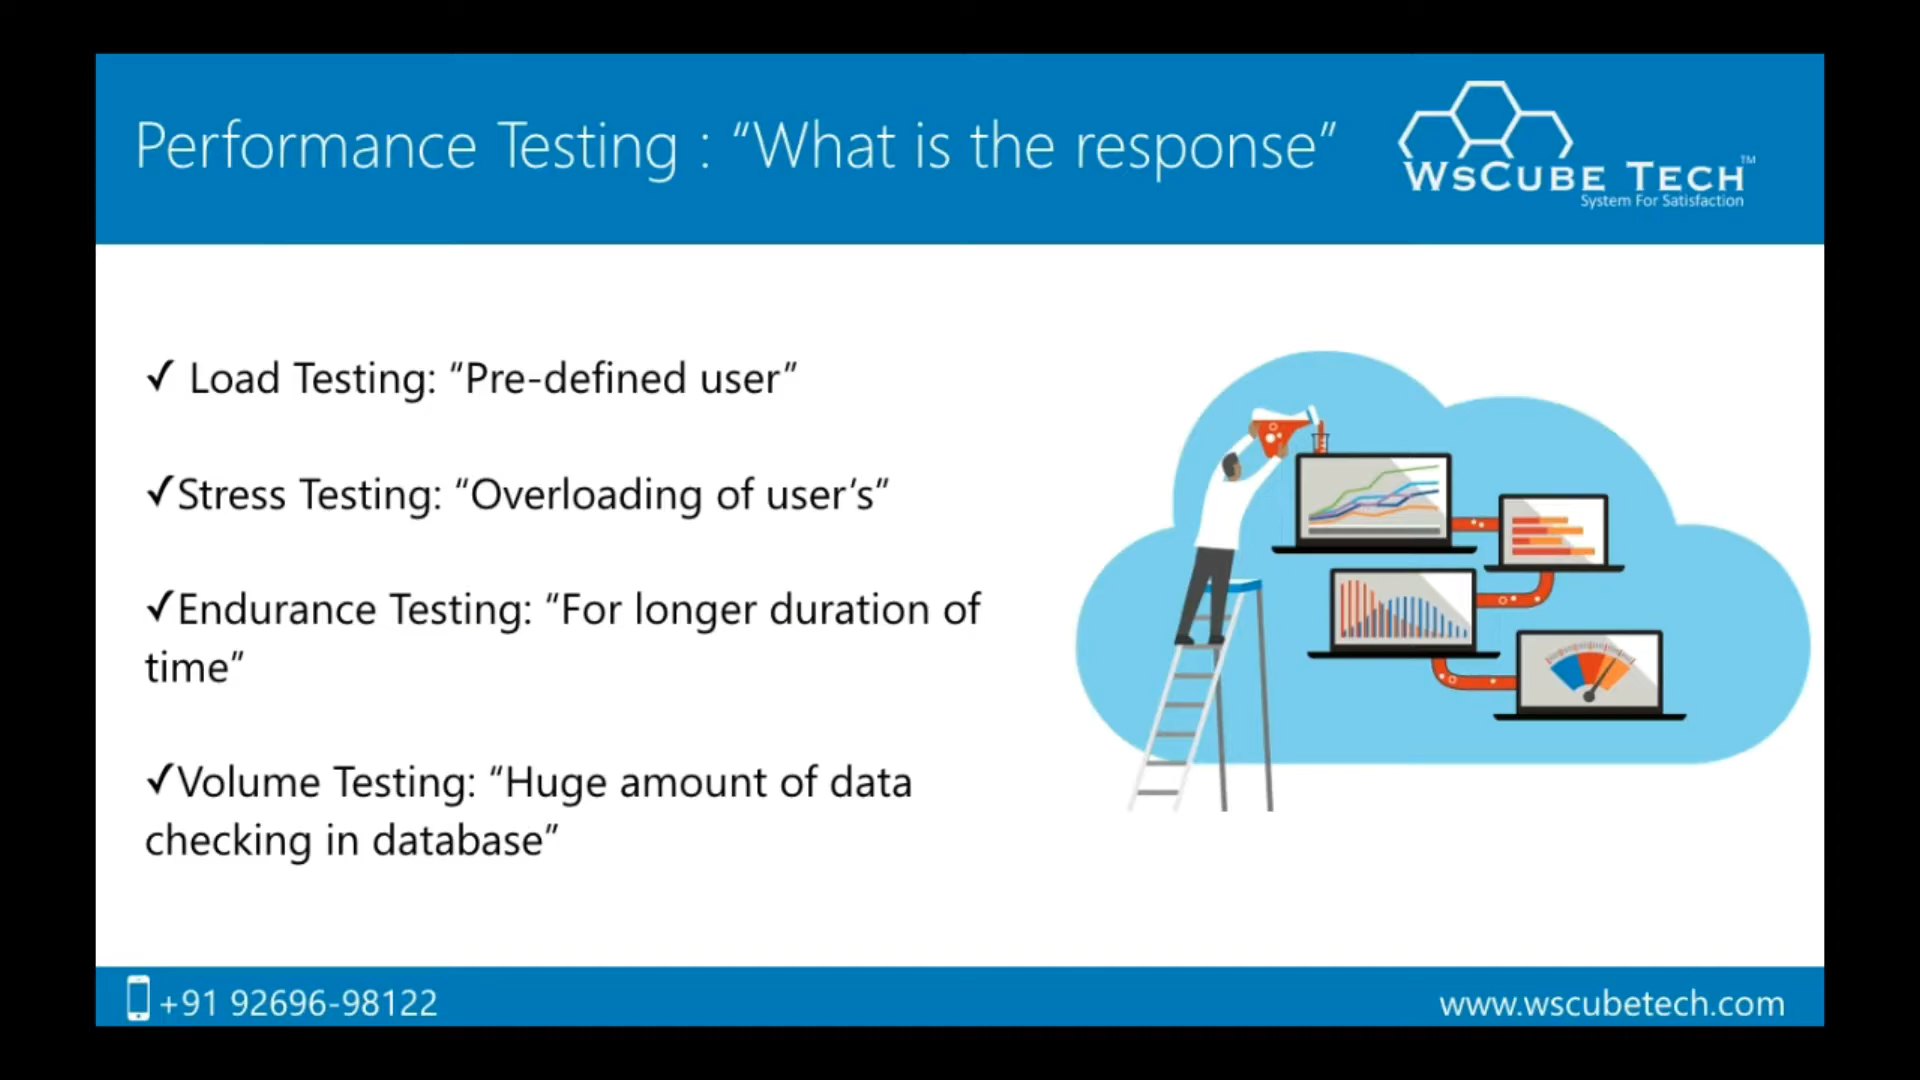 Performance Testing : “What is the response”
WSCUBE TECH™
System For Satisfaction
✓ Load Testing: “Pre-defined user”
✓Stress Testing: “Overloading of user’s”
✓Endurance Testing: “For longer duration of
time”
✓Volume Testing: “Huge amount of data
checking in database”
+91 92696-98122
www.wscubetech.com